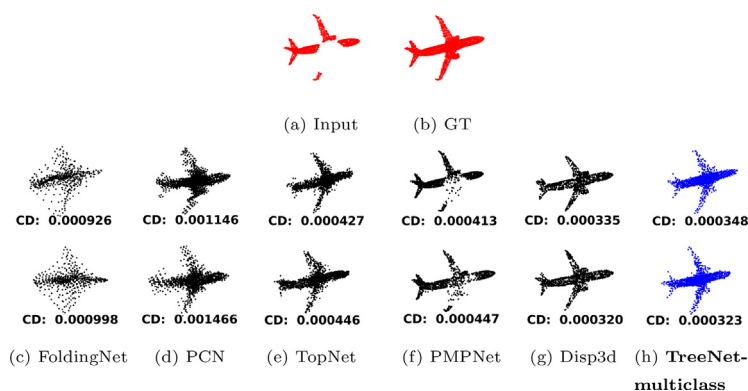 (a) Input (b) GT
CD: 0.000926 CD: 0.001146 CD: 0.000427 CD: 0.000413 CD: 0.000335 CD: 0.000348
CD: 0.000998 CD: 0.001466 CD: 0.000446 CD: 0.000447 CD: 0.000320 CD: 0.000323
(c) FoldingNet (d) PCN (e) TopNet (f) PMPNet (g) Disp3d (h) TreeNet-
multiclass